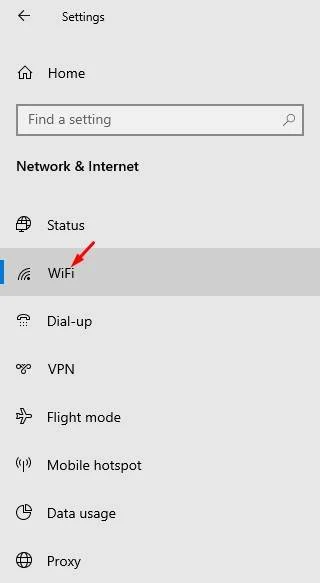 Settings
Home
Find a setting
Network & Internet
Status
WiFi
Dial-up
VPN
Flight mode
Mobile hotspot
Data usage
Proxy